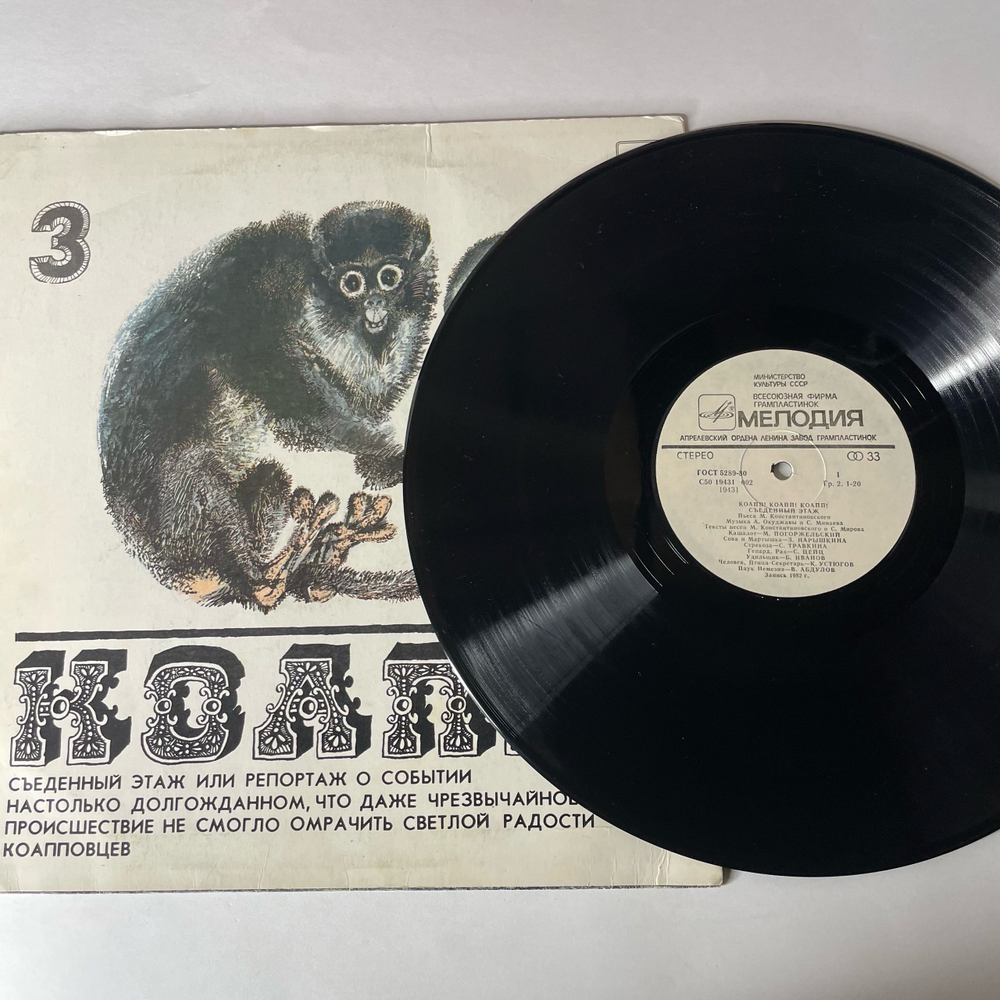 3
КОАП
СЪЕДЕННЫЙ ЭТАЖ ИЛИ РЕПОРТАЖ О СОБЫТИИ
НАСТОЛЬКО ДОЛГОЖДАННОМ, ЧТО ДАЖЕ ЧРЕЗВЫЧАЙНОЕ
ПРОИСШЕСТВИЕ НЕ СМОГЛО ОМРАЧИТЬ СВЕТЛОЙ РАДОСТИ
КОАППОВЦЕВ
МИНИСТЕРСТВО
КУЛЬТУРЫ СССР
ВСЕСОЮЗНАЯ ФИРМА
ГРАМПЛАСТИНОК
МЕЛОДИЯ
АПРЕЛЕВСКИЙ ОРДЕНА ЛЕНИНА ЗАВОД ГРАМПЛАСТИНОК
СТЕРЕО 33
ГОСТ 5289-80 1
С50 19431 002 Гр. 2. 1-20
19431
КОАПП! КОАПП! КОАПП!
СЪЕДЕННЫЙ ЭТАЖ
Пьеса М. Константиновского
Музыка А. Окуджавы и С. Минаева
Тексты песен М. Константиновского и С. Мирова
Кашалот—М. ПОГОРЖЕЛЬСКИЙ
Сова и Мартышка—З. НАРЫШКИНА
Стрекоза—С. ТРАВКИНА
Гепард, Рак—С. ЦЕЙЦ
Удильщик—Б. ИВАНОВ
Человек, Птица-Секретарь—К. УСТЮГОВ
Паук Немезия—В. АБДУЛОВ
Запись 1982 г.